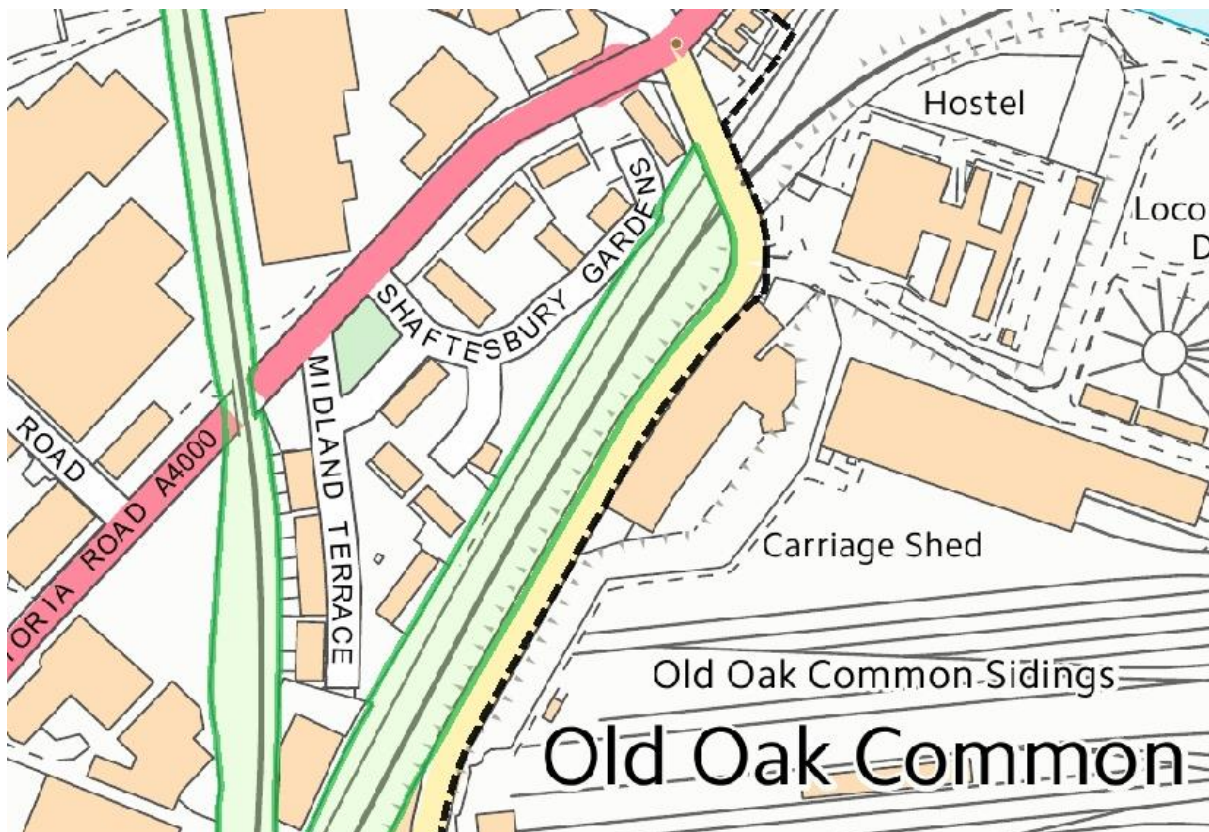 Hostel
Loco
D
SHAFTESBURY GARDENS
MIDLAND TERRACE
ROAD
TORIA ROAD A4000
Carriage Shed
Old Oak Common Sidings
Old Oak Common